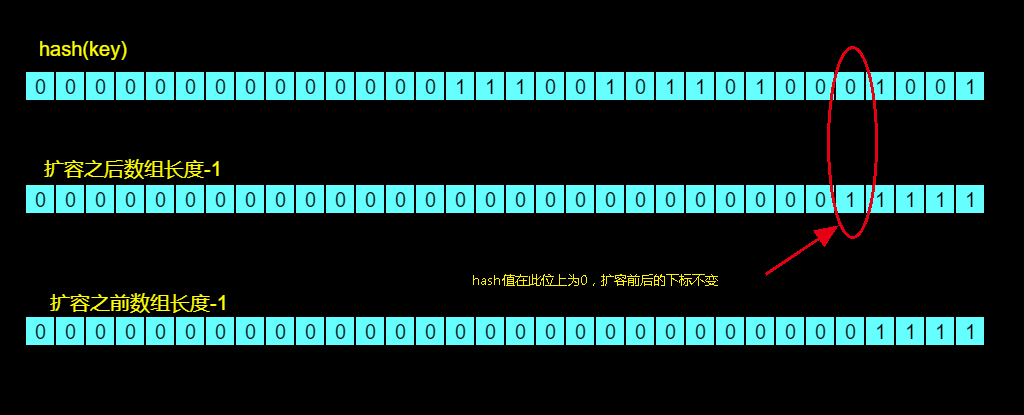 hash(key)
0 0 0 0 0 0 0 0 0 0 0 0 0 0 1 1 1 0 0 1 0 1 1 0 1 0 0 0 1 0 0 1
扩容之后数组长度-1
0 0 0 0 0 0 0 0 0 0 0 0 0 0 0 0 0 0 0 0 0 0 0 0 0 0 0 1 1 1 1 1
hash值在此位上为0，扩容前后的下标不变
扩容之前数组长度-1
0 0 0 0 0 0 0 0 0 0 0 0 0 0 0 0 0 0 0 0 0 0 0 0 0 0 0 0 1 1 1 1